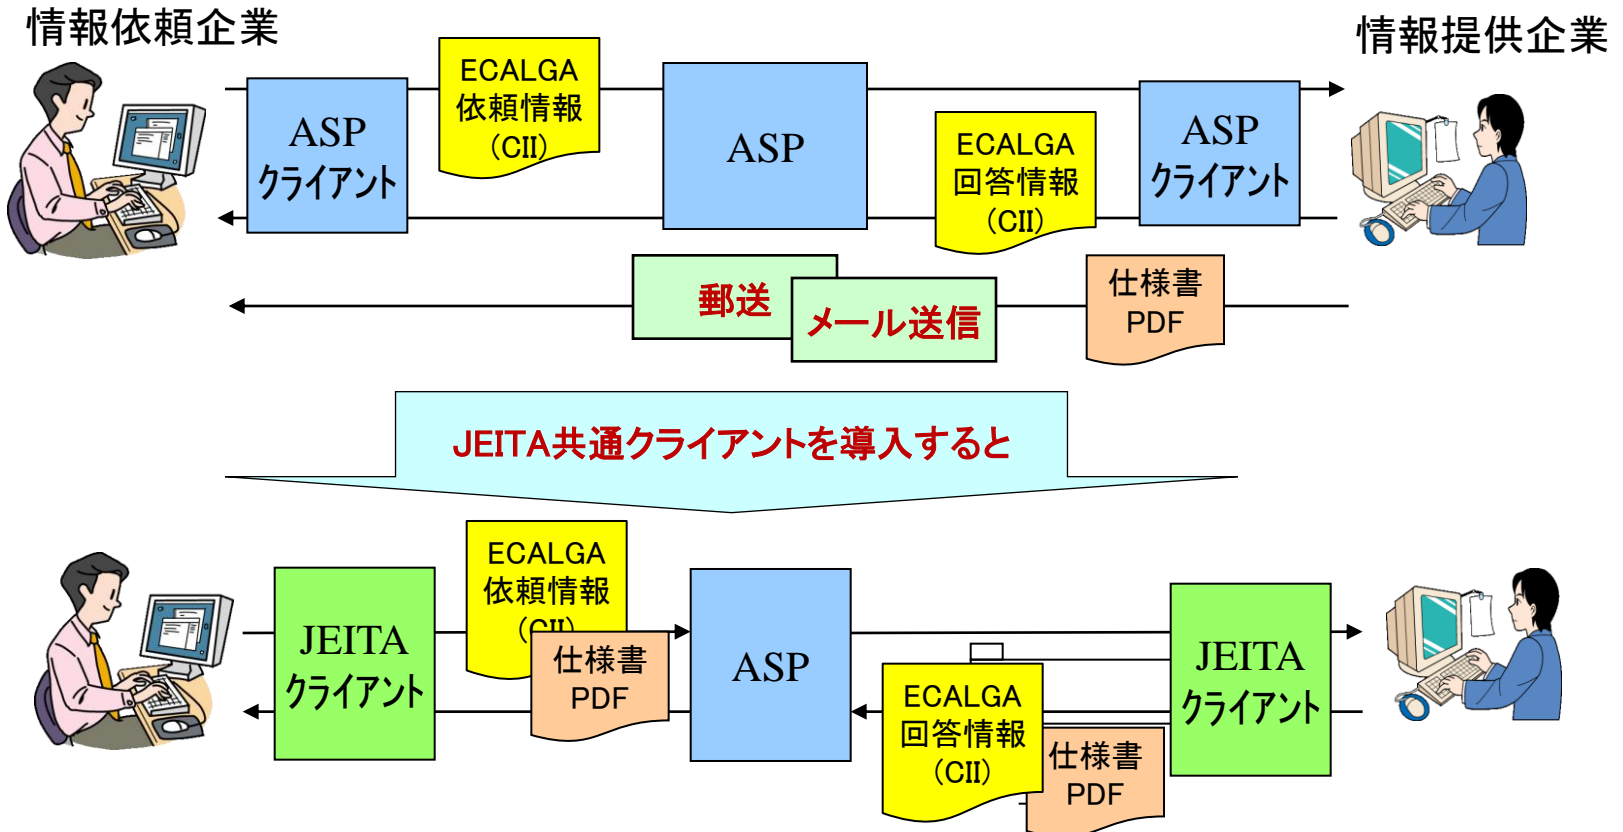 情報依頼企業
情報提供企業
ASP
クライアント
ECALGA
依頼情報
(CII)
ASP
ECALGA
回答情報
(CII)
ASP
クライアント
郵送
メール送信
仕様書
PDF
JEITA共通クライアントを導入すると
JEITA
クライアント
ECALGA
依頼情報
(CII)
仕様書
PDF
ASP
ECALGA
回答情報
(CII)
仕様書
PDF
JEITA
クライアント